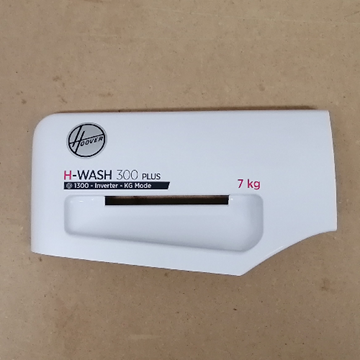 HOOVER
H-WASH 300 PLUS
1300 - Inverter - KG Mode
7 kg